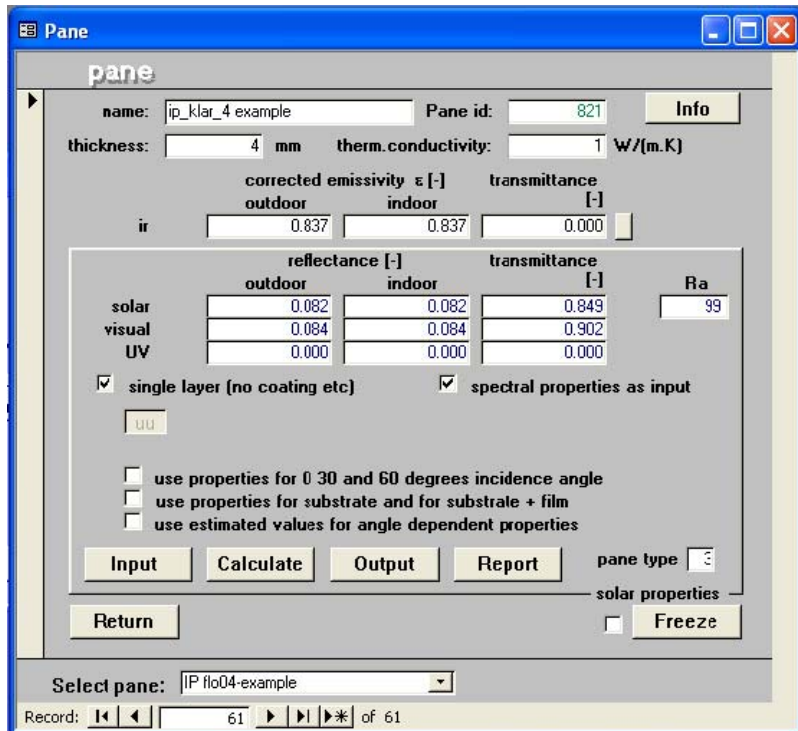 Pane
pane
name: ip_klar_4 example Pane id: 821 Info
thickness: 4 mm therm.conductivity: 1 W/(m.K)
corrected emissivity ε [-] transmittance
outdoor indoor [-]
ir 0.837 0.837 0.000
reflectance [-] transmittance
outdoor indoor [-] Ra
solar 0.082 0.082 0.849 99
visual 0.084 0.084 0.902
UV 0.000 0.000 0.000
single layer (no coating etc) spectral properties as input
uu
use properties for 0 30 and 60 degrees incidence angle
use properties for substrate and for substrate + film
use estimated values for angle dependent properties
Input Calculate Output Report pane type 3
solar properties
Return Freeze
Select pane: IP flo04-example
Record: 61 of 61